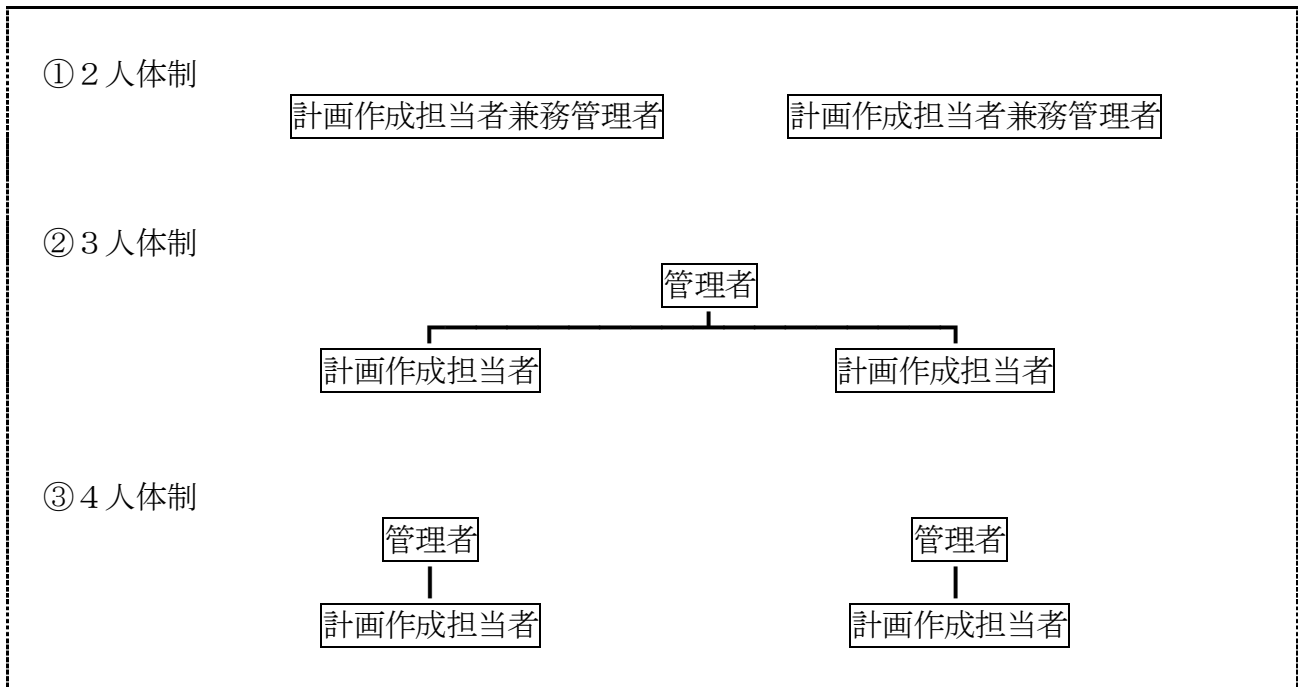 ①２人体制
計画作成担当者兼務管理者 計画作成担当者兼務管理者
②３人体制
管理者
計画作成担当者 計画作成担当者
③４人体制
管理者 管理者
計画作成担当者 計画作成担当者